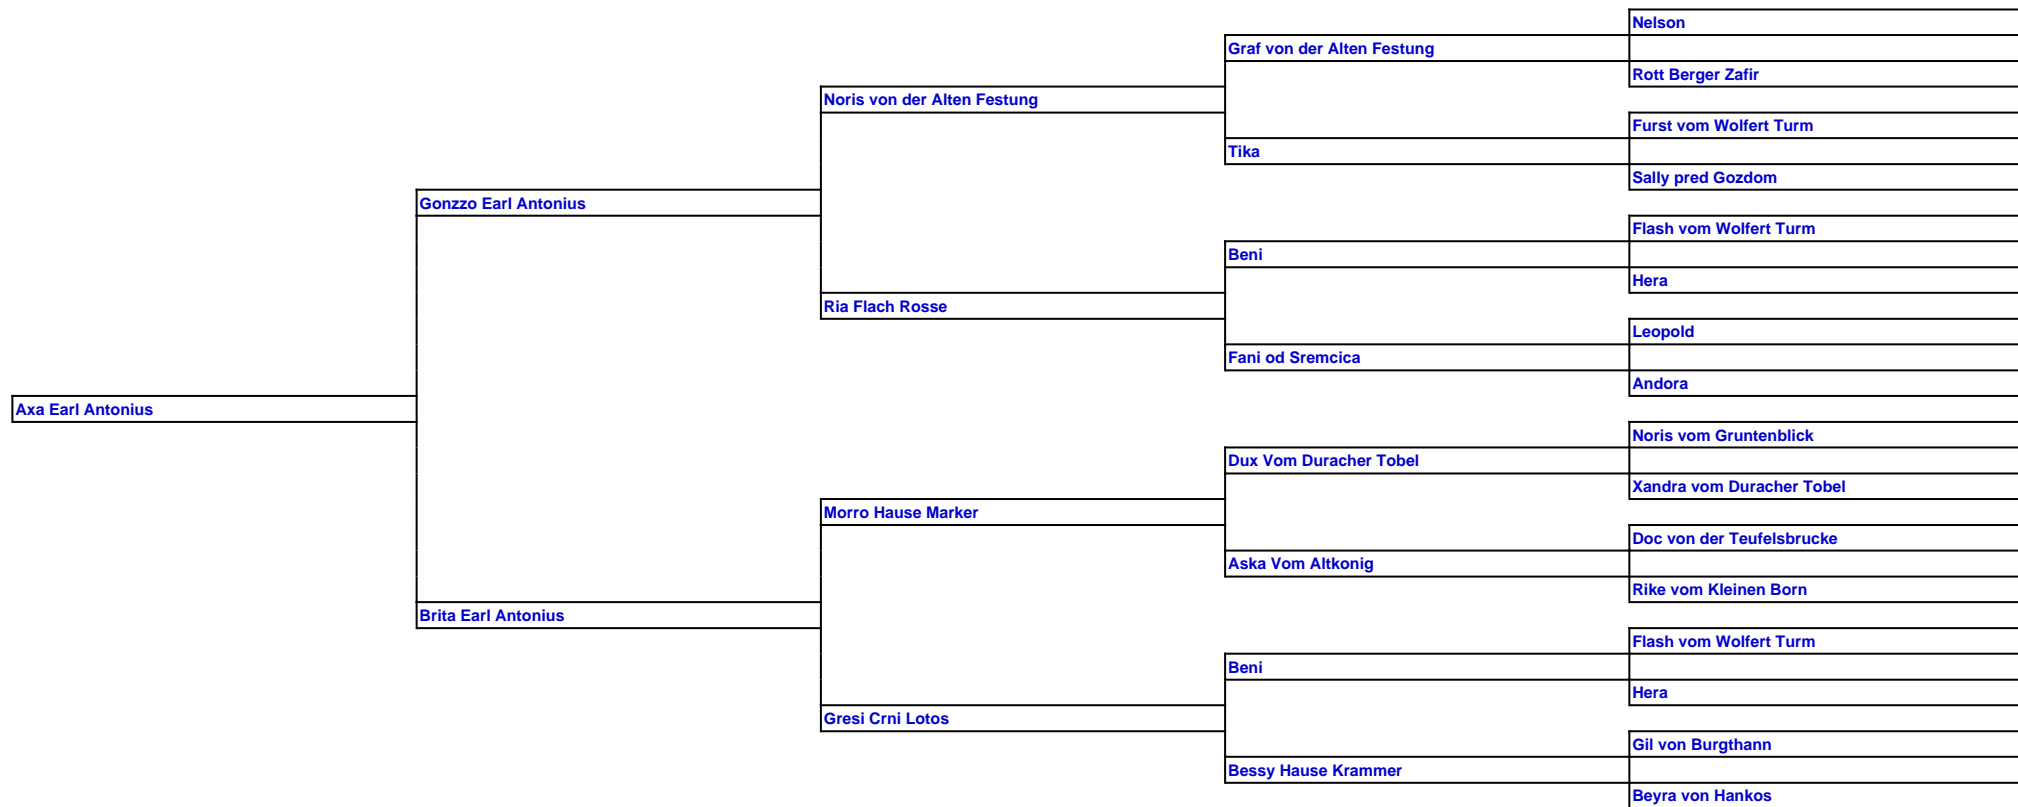 Nelson
Graf von der Alten Festung
Rott Berger Zafir
Noris von der Alten Festung
Furst vom Wolfert Turm
Tika
Sally pred Gozdom
Gonzzo Earl Antonius
Flash vom Wolfert Turm
Beni
Hera
Ria Flach Rosse
Leopold
Fani od Sremcica
Andora
Axa Earl Antonius
Noris vom Gruntenblick
Dux Vom Duracher Tobel
Xandra vom Duracher Tobel
Morro Hause Marker
Doc von der Teufelsbrucke
Aska Vom Altkonig
Rike vom Kleinen Born
Brita Earl Antonius
Flash vom Wolfert Turm
Beni
Hera
Gresi Crni Lotos
Gil von Burgthann
Bessy Hause Krammer
Beyra von Hankos